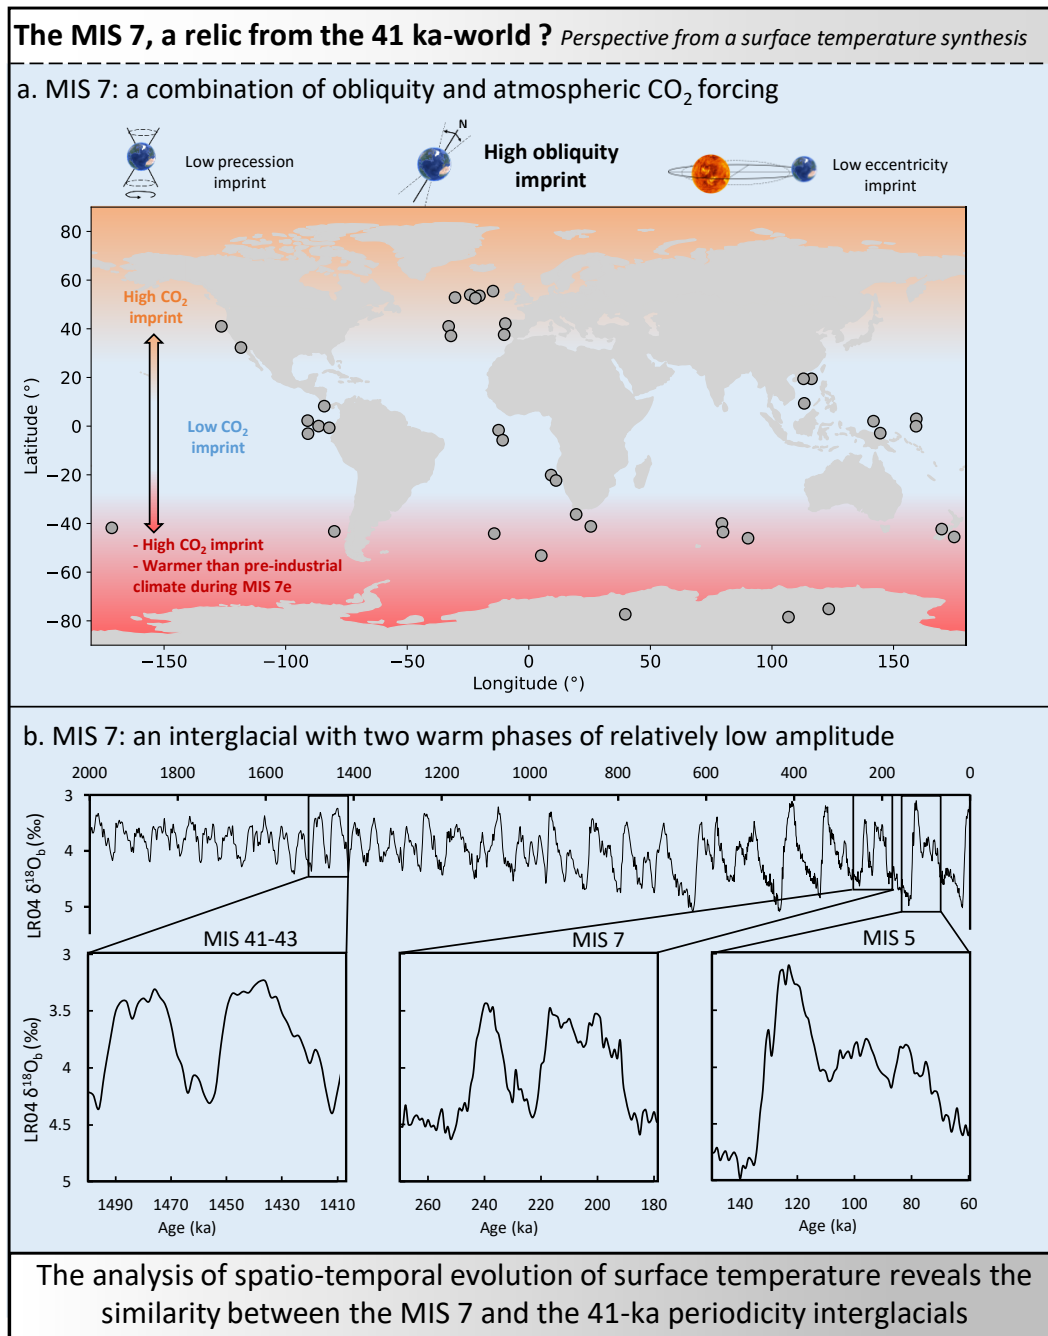 The MIS 7, a relic from the 41 ka-world ? Perspective from a surface temperature synthesis
a. MIS 7: a combination of obliquity and atmospheric CO₂ forcing
Low precession
imprint
N
High obliquity
imprint
Low eccentricity
imprint
80
60
40
20
0
−20
−40
−60
−80
Latitude (°)
High CO₂
imprint
Low CO₂
imprint
- High CO₂ imprint
- Warmer than pre-industrial
climate during MIS 7e
−150 −100 −50 0 50 100 150
Longitude (°)
b. MIS 7: an interglacial with two warm phases of relatively low amplitude
2000 1800 1600 1400 1200 1000 800 600 400 200 0
3
4
5
LR04 δ¹⁸O_b (‰)
MIS 41-43
MIS 7
MIS 5
3
3.5
4
4.5
5
LR04 δ¹⁸O_b (‰)
1490 1470 1450 1430 1410
Age (ka)
260 240 220 200 180
Age (ka)
140 120 100 80 60
Age (ka)
The analysis of spatio-temporal evolution of surface temperature reveals the
similarity between the MIS 7 and the 41-ka periodicity interglacials